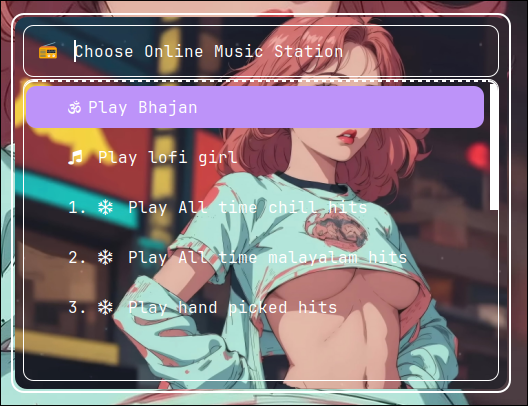 📻 Choose Online Music Station
🕉 Play Bhajan
🎵 Play lofi girl
1. ❄ Play All time chill hits
2. ❄ Play All time malayalam hits
3. ❄ Play hand picked hits